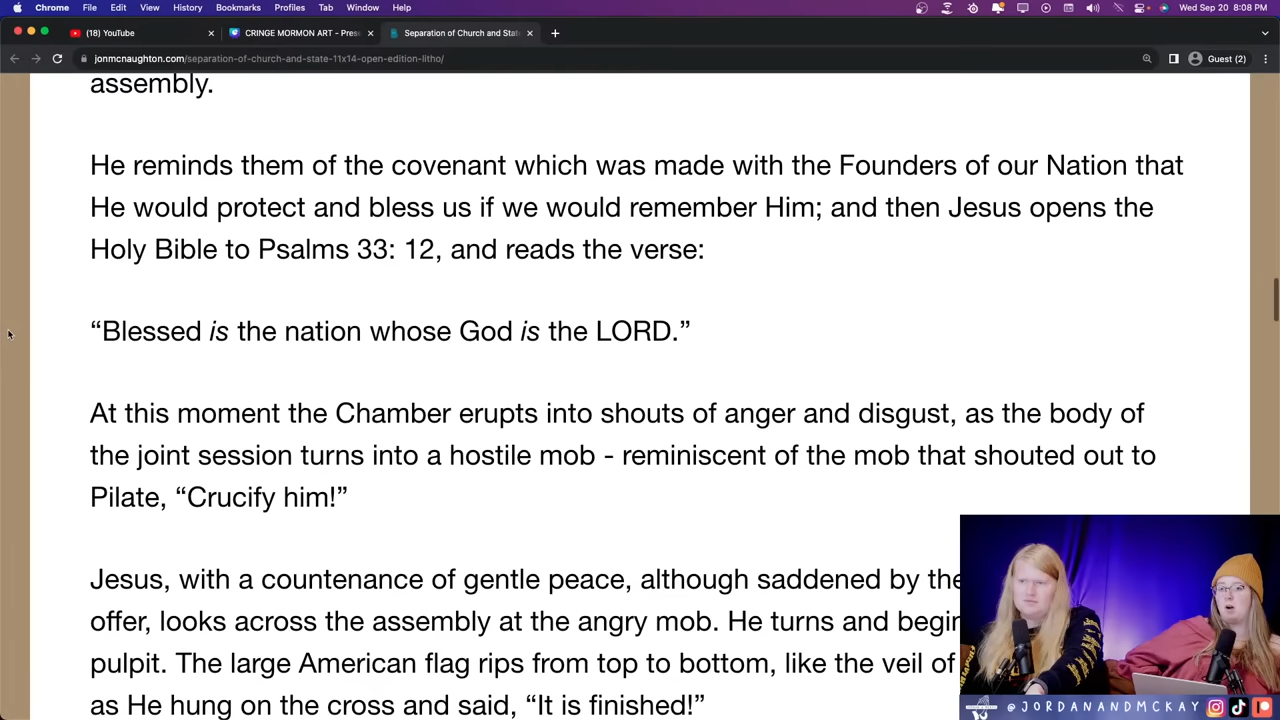 Chrome File Edit View History Bookmarks Profiles Tab Window Help Wed Sep 20 8:08 PM
(18) YouTube CRINGE MORMON ART - Prese Separation of Church and Stat
jonmcnaughton.com/separation-of-church-and-state-11x14-open-edition-litho/ Guest (2)
assembly.
He reminds them of the covenant which was made with the Founders of our Nation that
He would protect and bless us if we would remember Him; and then Jesus opens the
Holy Bible to Psalms 33: 12, and reads the verse:
“Blessed is the nation whose God is the LORD.”
At this moment the Chamber erupts into shouts of anger and disgust, as the body of
the joint session turns into a hostile mob - reminiscent of the mob that shouted out to
Pilate, “Crucify him!”
Jesus, with a countenance of gentle peace, although saddened by the
offer, looks across the assembly at the angry mob. He turns and begin
pulpit. The large American flag rips from top to bottom, like the veil of
as He hung on the cross and said, “It is finished!”
@JORDANANDMCKAY